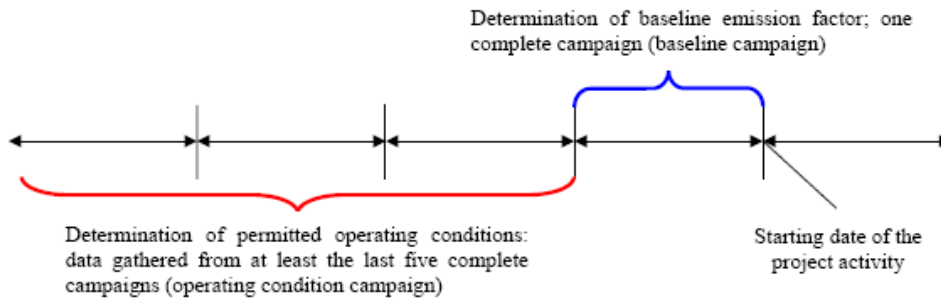 Determination of baseline emission factor; one
complete campaign (baseline campaign)
Determination of permitted operating conditions:
data gathered from at least the last five complete
campaigns (operating condition campaign)
Starting date of the
project activity